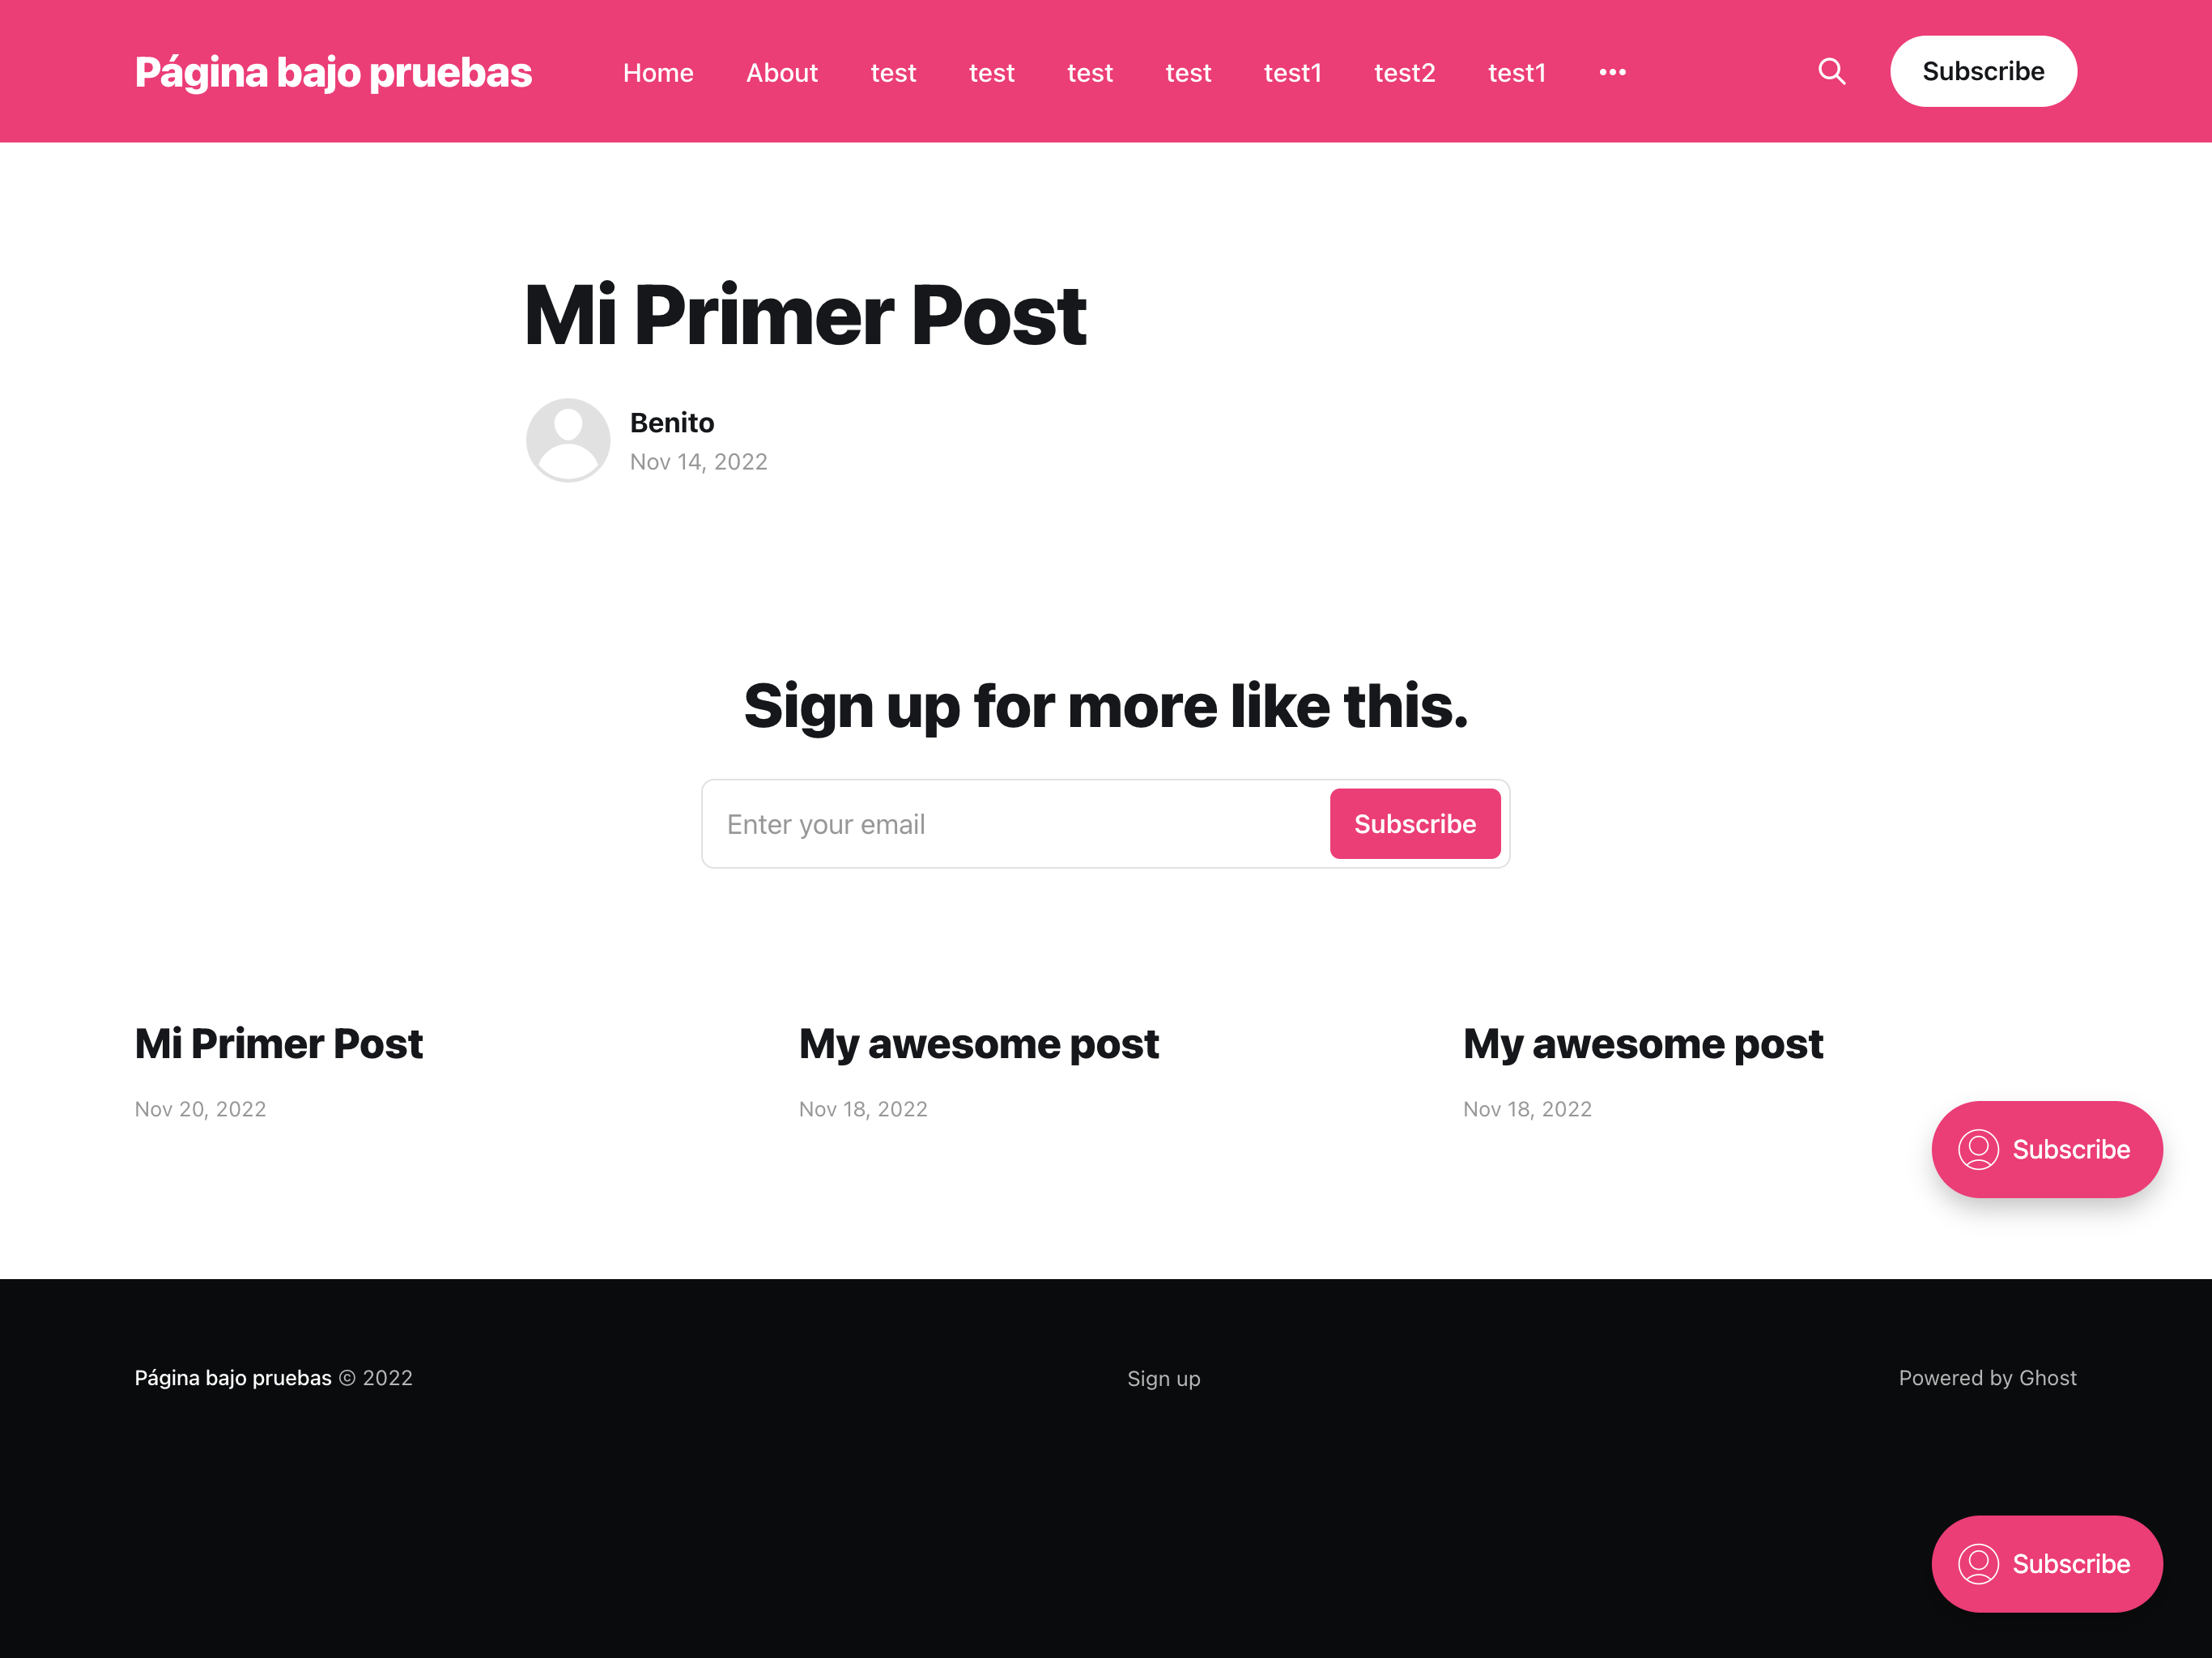 Página bajo pruebas
Home About test test test test test1 test2 test1 •••
Subscribe
Mi Primer Post
Benito
Nov 14, 2022
Sign up for more like this.
Enter your email
Subscribe
Mi Primer Post
Nov 20, 2022
My awesome post
Nov 18, 2022
My awesome post
Nov 18, 2022
Subscribe
Página bajo pruebas © 2022
Sign up
Powered by Ghost
Subscribe